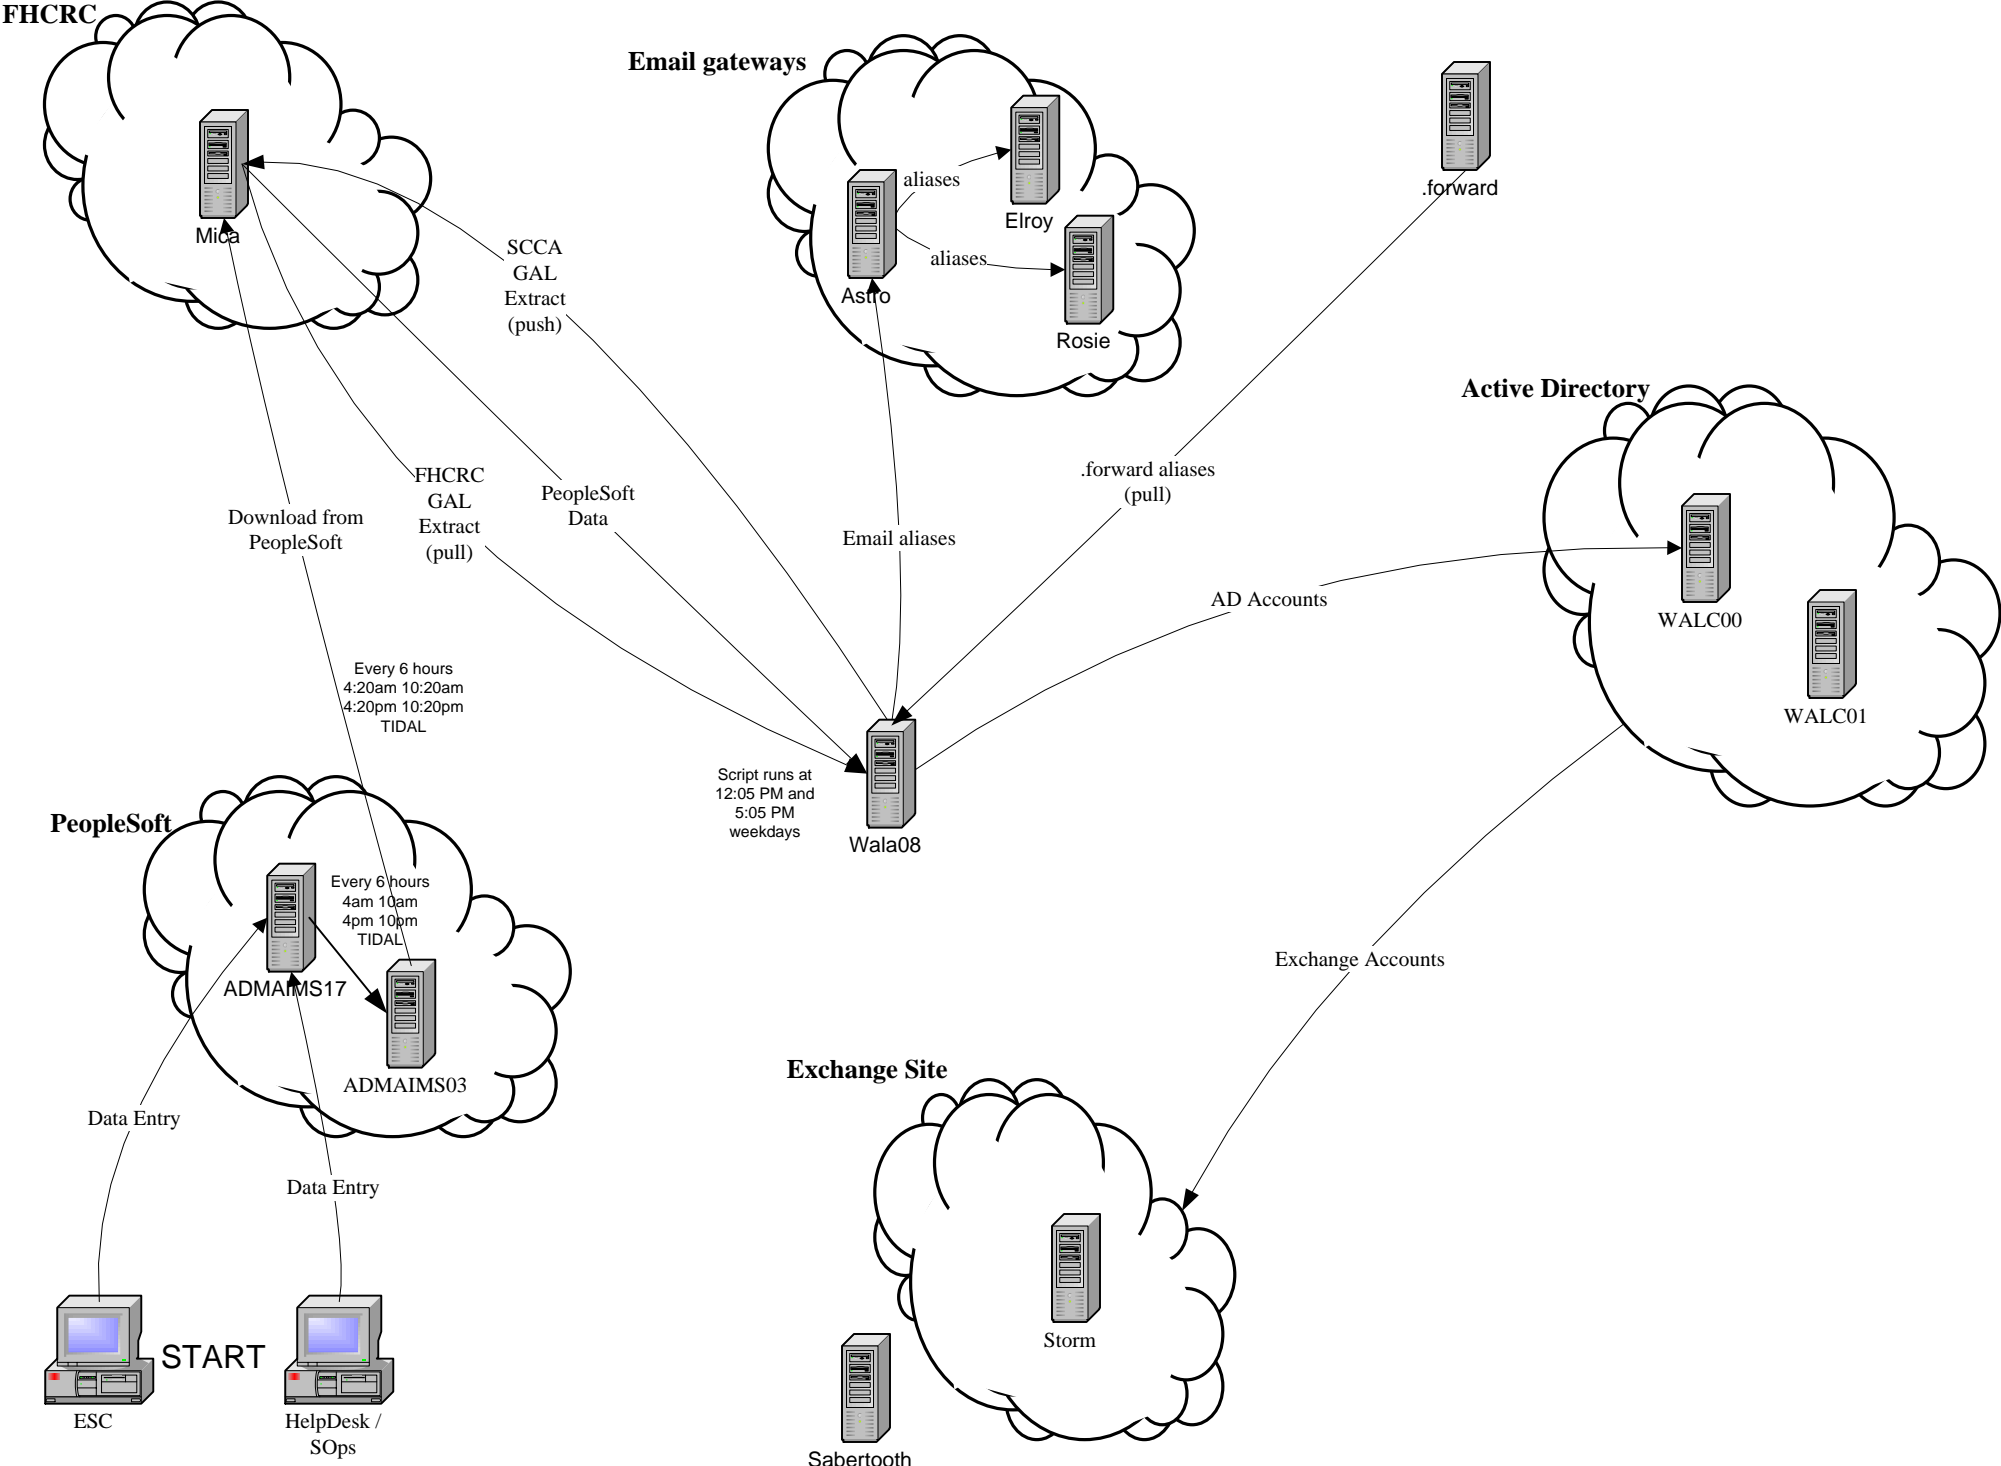 FHCRC
Mica
Email gateways
aliases
Elroy
aliases
Astro
Rosie
.forward
SCCA
GAL
Extract
(push)
Active Directory
FHCRC
GAL
Extract
(pull)
PeopleSoft
Data
.forward aliases
(pull)
Download from
PeopleSoft
Email aliases
AD Accounts
WALC00
WALC01
Every 6 hours
4:20am 10:20am
4:20pm 10:20pm
TIDAL
Script runs at
12:05 PM and
5:05 PM
weekdays
Wala08
PeopleSoft
Every 6 hours
4am 10am
4pm 10pm
TIDAL
ADMAIMS17
ADMAIMS03
Exchange Accounts
Exchange Site
Data Entry
Data Entry
START
ESC
HelpDesk /
SOps
Storm
Sabertooth